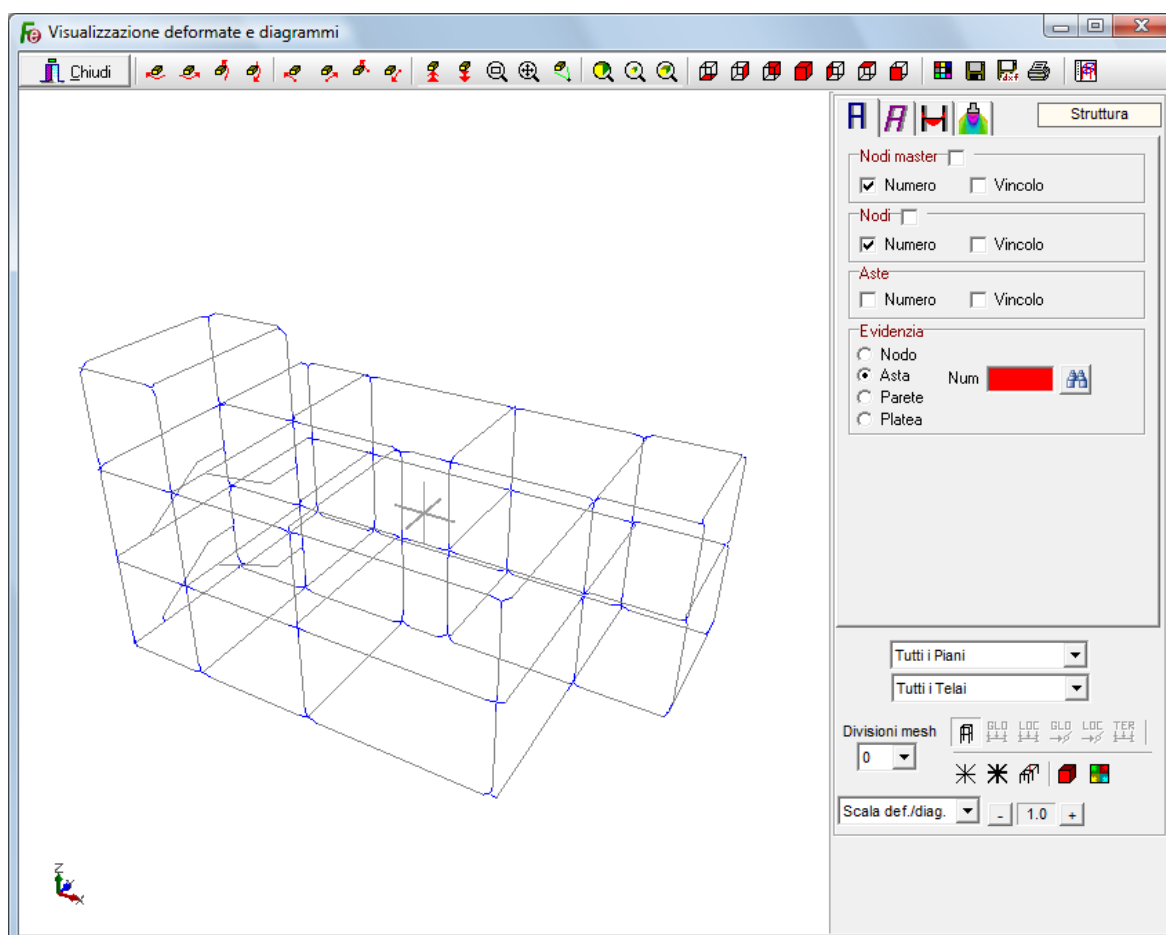 Fe Visualizzazione deformate e diagrammi
Chiudi
dxf
Struttura
Nodi master
Numero Vincolo
Nodi
Numero Vincolo
Aste
Numero Vincolo
Evidenzia
Nodo
Asta Num
Parete
Platea
Tutti i Piani
Tutti i Telai
Divisioni mesh
GLO LOC GLO LOC TER
0
Scala def./diag. - 1.0 +
Z
Y
X